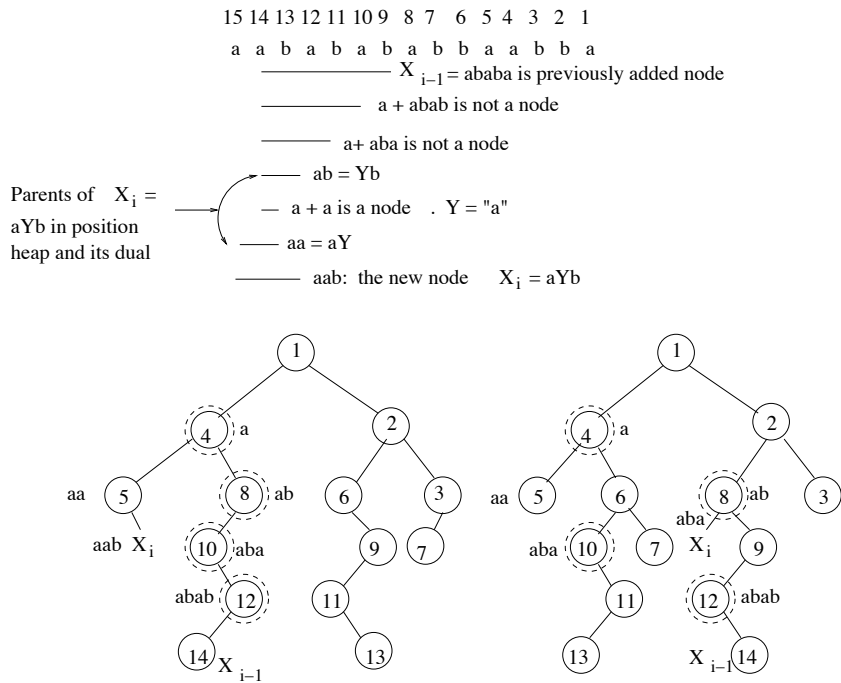 15 14 13 12 11 10 9 8 7 6 5 4 3 2 1
a a b a b a b a b b a a b b a
X i−1 = ababa is previously added node
a + abab is not a node
a+ aba is not a node
ab = Yb
Parents of X i =
aYb in position
heap and its dual
a + a is a node . Y = "a"
aa = aY
aab: the new node X i = aYb
1
4 a
2
aa 5
8 ab
6
3
aab X i
10 aba
9
7
abab 12
11
14 X i−1
13
1
4 a
2
aa 5
6
8 ab
3
aba
X i
aba 10
7
9
11
12 abab
13
X i−1 14